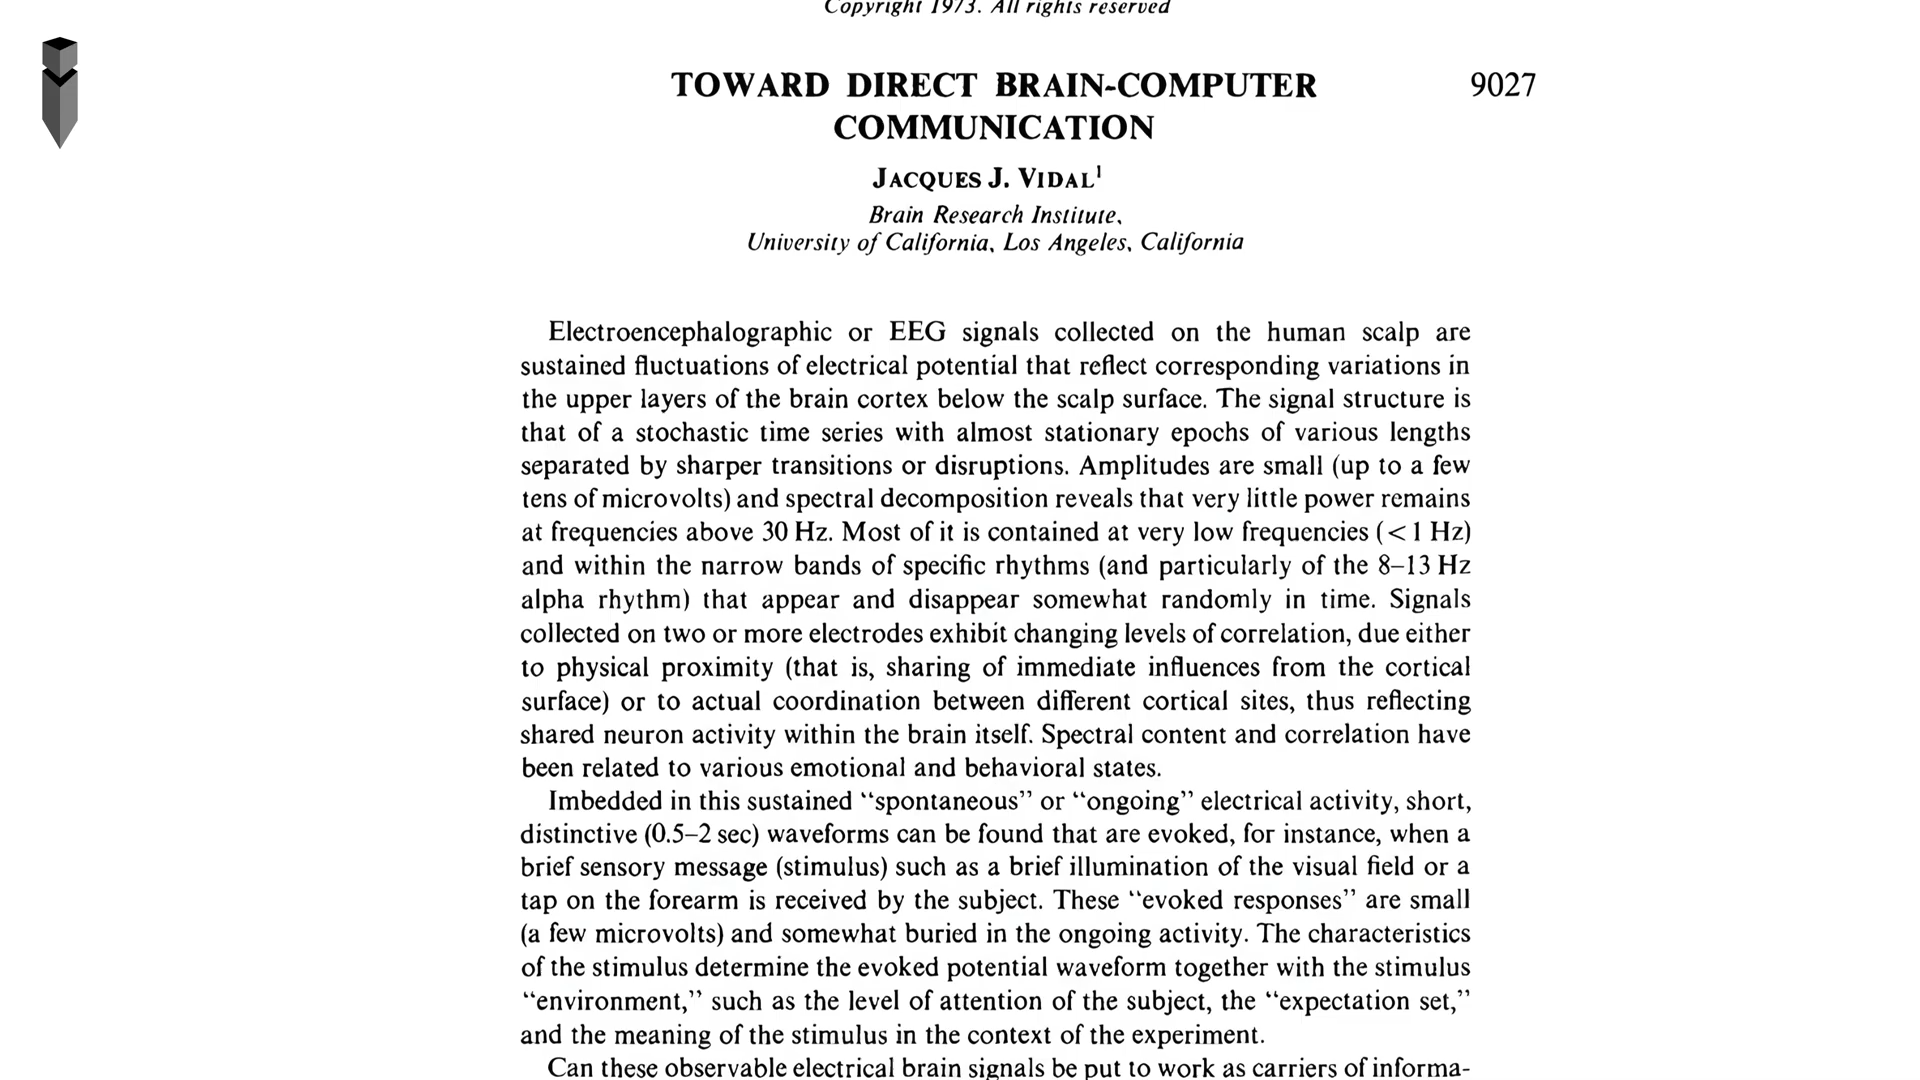 Copyright 1973. All rights reserved
TOWARD DIRECT BRAIN-COMPUTER COMMUNICATION 9027
JACQUES J. VIDAL¹
Brain Research Institute,
University of California, Los Angeles, California
Electroencephalographic or EEG signals collected on the human scalp are
sustained fluctuations of electrical potential that reflect corresponding variations in
the upper layers of the brain cortex below the scalp surface. The signal structure is
that of a stochastic time series with almost stationary epochs of various lengths
separated by sharper transitions or disruptions. Amplitudes are small (up to a few
tens of microvolts) and spectral decomposition reveals that very little power remains
at frequencies above 30 Hz. Most of it is contained at very low frequencies (<1 Hz)
and within the narrow bands of specific rhythms (and particularly of the 8–13 Hz
alpha rhythm) that appear and disappear somewhat randomly in time. Signals
collected on two or more electrodes exhibit changing levels of correlation, due either
to physical proximity (that is, sharing of immediate influences from the cortical
surface) or to actual coordination between different cortical sites, thus reflecting
shared neuron activity within the brain itself. Spectral content and correlation have
been related to various emotional and behavioral states.
Imbedded in this sustained “spontaneous” or “ongoing” electrical activity, short,
distinctive (0.5–2 sec) waveforms can be found that are evoked, for instance, when a
brief sensory message (stimulus) such as a brief illumination of the visual field or a
tap on the forearm is received by the subject. These “evoked responses” are small
(a few microvolts) and somewhat buried in the ongoing activity. The characteristics
of the stimulus determine the evoked potential waveform together with the stimulus
“environment,” such as the level of attention of the subject, the “expectation set,”
and the meaning of the stimulus in the context of the experiment.
Can these observable electrical brain signals be put to work as carriers of informa-